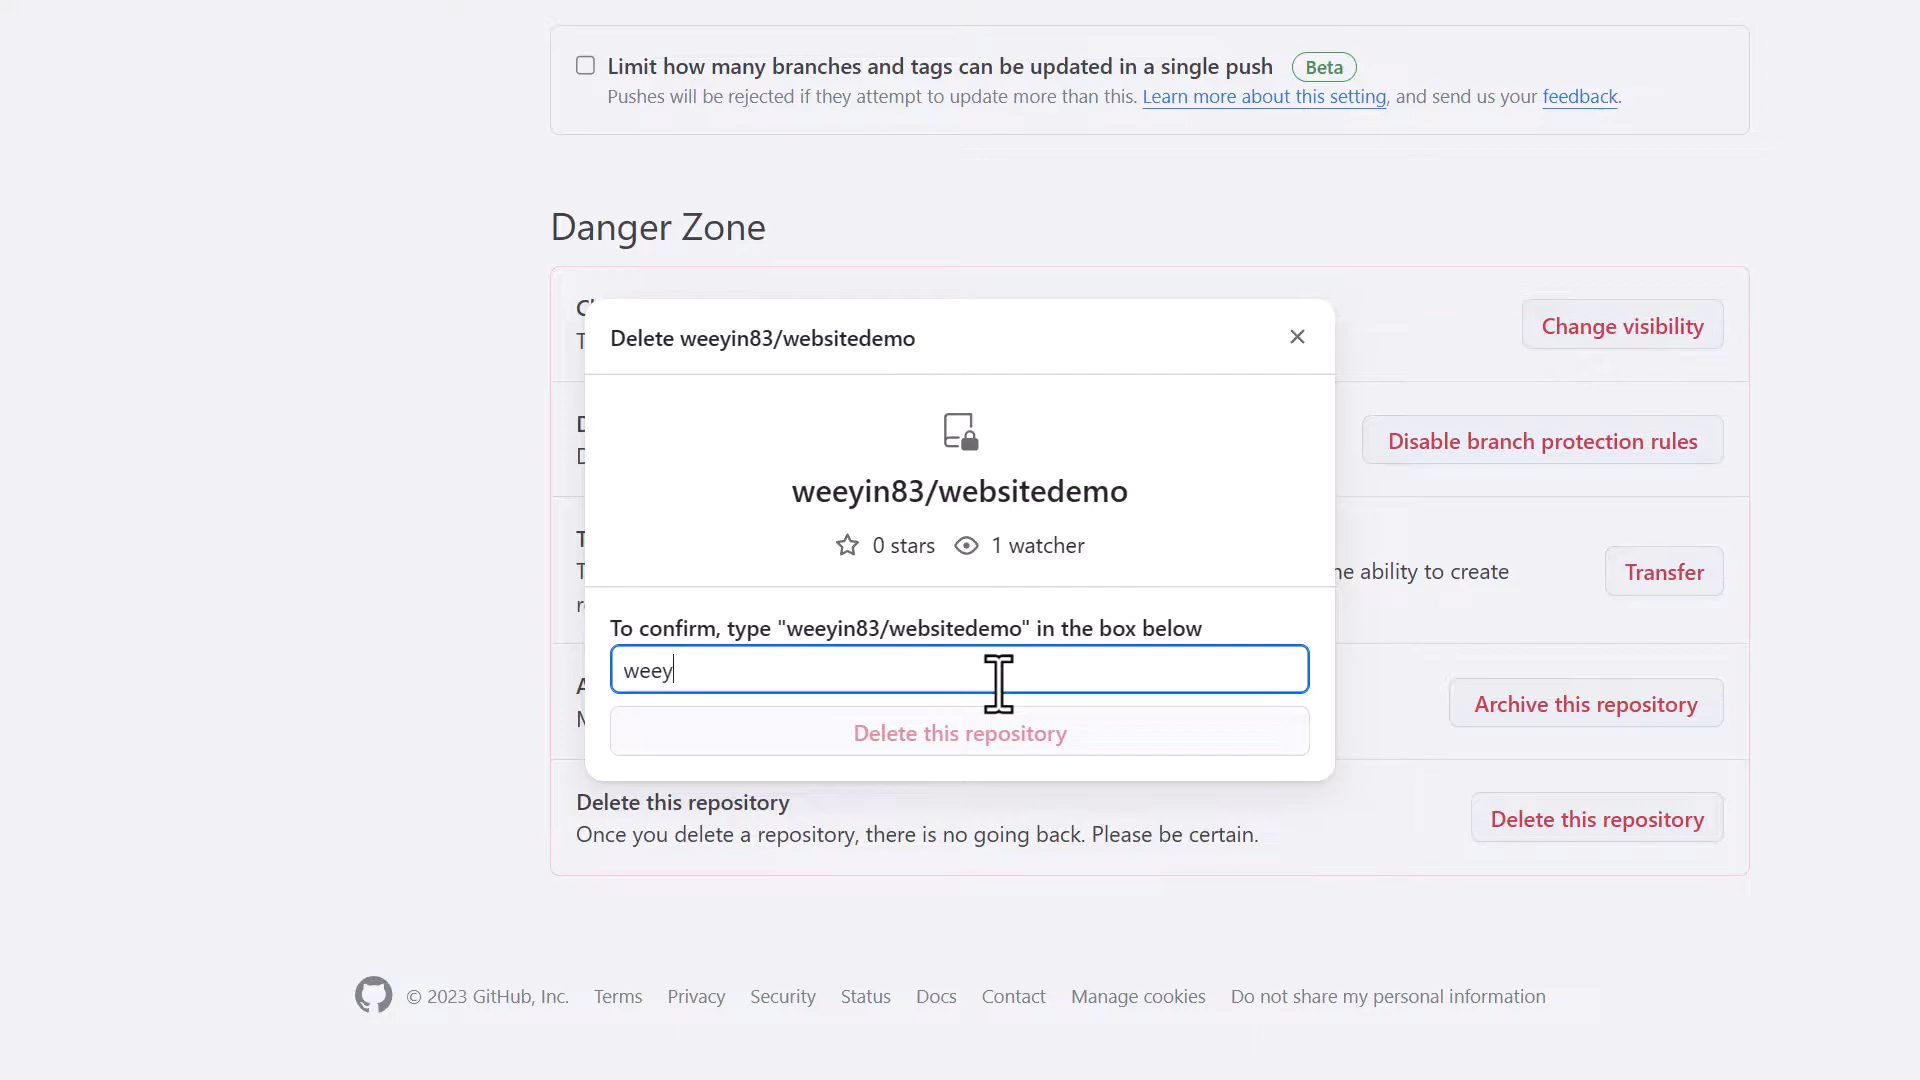 Limit how many branches and tags can be updated in a single push Beta
Pushes will be rejected if they attempt to update more than this. Learn more about this setting, and send us your feedback.
Danger Zone
Change visibility
Delete weeyin83/websitedemo
Disable branch protection rules
weeyin83/websitedemo
0 stars 1 watcher
ability to create
Transfer
To confirm, type "weeyin83/websitedemo" in the box below
weey
Archive this repository
Delete this repository
Delete this repository
Once you delete a repository, there is no going back. Please be certain.
Delete this repository
© 2023 GitHub, Inc. Terms Privacy Security Status Docs Contact Manage cookies Do not share my personal information